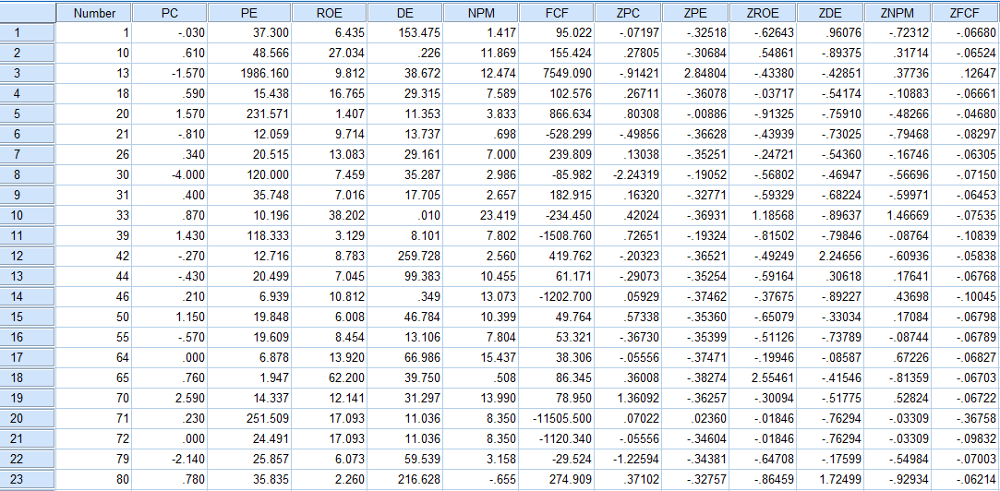 Number PC PE ROE DE NPM FCF ZPC ZPE ZROE ZDE ZNPM ZFCF
1 1 -.030 37.300 6.435 153.475 1.417 95.022 -.07197 -.32518 -.62643 .96076 -.72312 -.06680
2 10 .610 48.566 27.034 .226 11.869 155.424 .27805 -.30684 .54861 -.89375 .31714 -.06524
3 13 -1.570 1986.160 9.812 38.672 12.474 7549.090 -.91421 2.84804 -.43380 -.42851 .37736 .12647
4 18 .590 15.438 16.765 29.315 7.589 102.576 .26711 -.36078 -.03717 -.54174 -.10883 -.06661
5 20 1.570 231.571 1.407 11.353 3.833 866.634 .80308 -.00886 -.91325 -.75910 -.48266 -.04680
6 21 -.810 12.059 9.714 13.737 .698 -528.299 -.49856 -.36628 -.43939 -.73025 -.79468 -.08297
7 26 .340 20.515 13.083 29.161 7.000 239.809 .13038 -.35251 -.24721 -.54360 -.16746 -.06305
8 30 -4.000 120.000 7.459 35.287 2.986 -85.982 -2.24319 -.19052 -.56802 -.46947 -.56696 -.07150
9 31 .400 35.748 7.016 17.705 2.657 182.915 .16320 -.32771 -.59329 -.68224 -.59971 -.06453
10 33 .870 10.196 38.202 .010 23.419 -234.450 .42024 -.36931 1.18568 -.89637 1.46669 -.07535
11 39 1.430 118.333 3.129 8.101 7.802 -1508.760 .72651 -.19324 -.81502 -.79846 -.08764 -.10839
12 42 -.270 12.716 8.783 259.728 2.560 419.762 -.20323 -.36521 -.49249 2.24656 -.60936 -.05838
13 44 -.430 20.499 7.045 99.383 10.455 61.171 -.29073 -.35254 -.59164 .30618 .17641 -.06768
14 46 .210 6.939 10.812 .349 13.073 -1202.700 .05929 -.37462 -.37675 -.89227 .43698 -.10045
15 50 1.150 19.848 6.008 46.784 10.399 49.764 .57338 -.35360 -.65079 -.33034 .17084 -.06798
16 55 -.570 19.609 8.454 13.106 7.804 53.321 -.36730 -.35399 -.51126 -.73789 -.08744 -.06789
17 64 .000 6.878 13.920 66.986 15.437 38.306 -.05556 -.37471 -.19946 -.08587 .67226 -.06827
18 65 .760 1.947 62.200 39.750 .508 86.345 .36008 -.38274 2.55461 -.41546 -.81359 -.06703
19 70 2.590 14.337 12.141 31.297 13.990 78.950 1.36092 -.36257 -.30094 -.51775 .52824 -.06722
20 71 .230 251.509 17.093 11.036 8.350 -11505.500 .07022 .02360 -.01846 -.76294 -.03309 -.36758
21 72 .000 24.491 17.093 11.036 8.350 -1120.340 -.05556 -.34604 -.01846 -.76294 -.03309 -.09832
22 79 -2.140 25.857 6.073 59.539 3.158 -29.524 -1.22594 -.34381 -.64708 -.17599 -.54984 -.07003
23 80 .780 35.835 2.260 216.628 -.655 274.909 .37102 -.32757 -.86459 1.72499 -.92934 -.06214